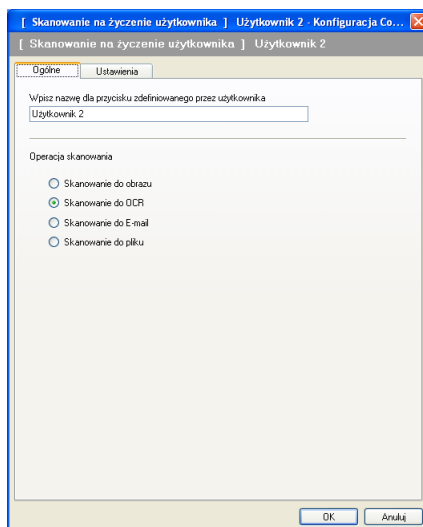 [ Skanowanie na życzenie użytkownika ] Użytkownik 2 - Konfiguracja Co...
[ Skanowanie na życzenie użytkownika ] Użytkownik 2
Ogólne Ustawienia
Wpisz nazwę dla przycisku zdefiniowanego przez użytkownika
Użytkownik 2
Operacja skanowania
Skanowanie do obrazu
Skanowanie do OCR
Skanowanie do E-mail
Skanowanie do pliku
OK Anuluj